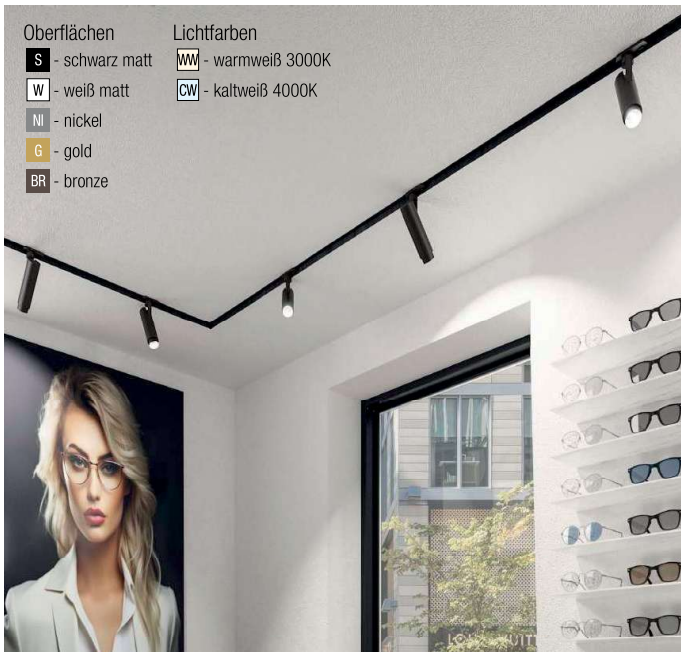 Oberflächen
S - schwarz matt
W - weiß matt
NI - nickel
G - gold
BR - bronze
Lichtfarben
WW - warmweiß 3000K
CW - kaltweiß 4000K